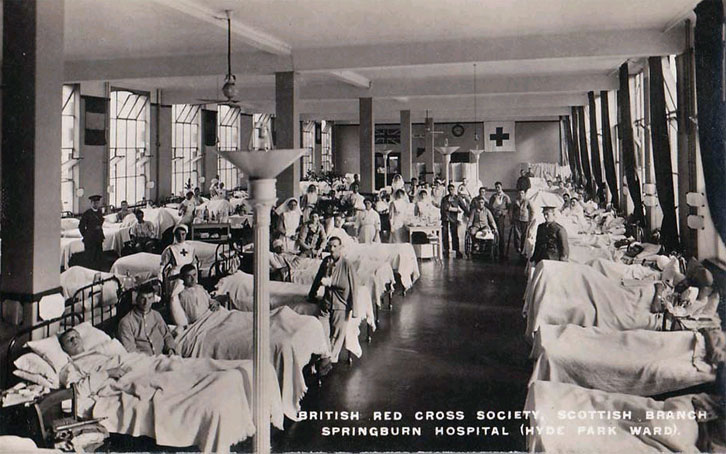 BRITISH RED CROSS SOCIETY, SCOTTISH BRANCH
SPRINGBURN HOSPITAL (HYDE PARK WARD).